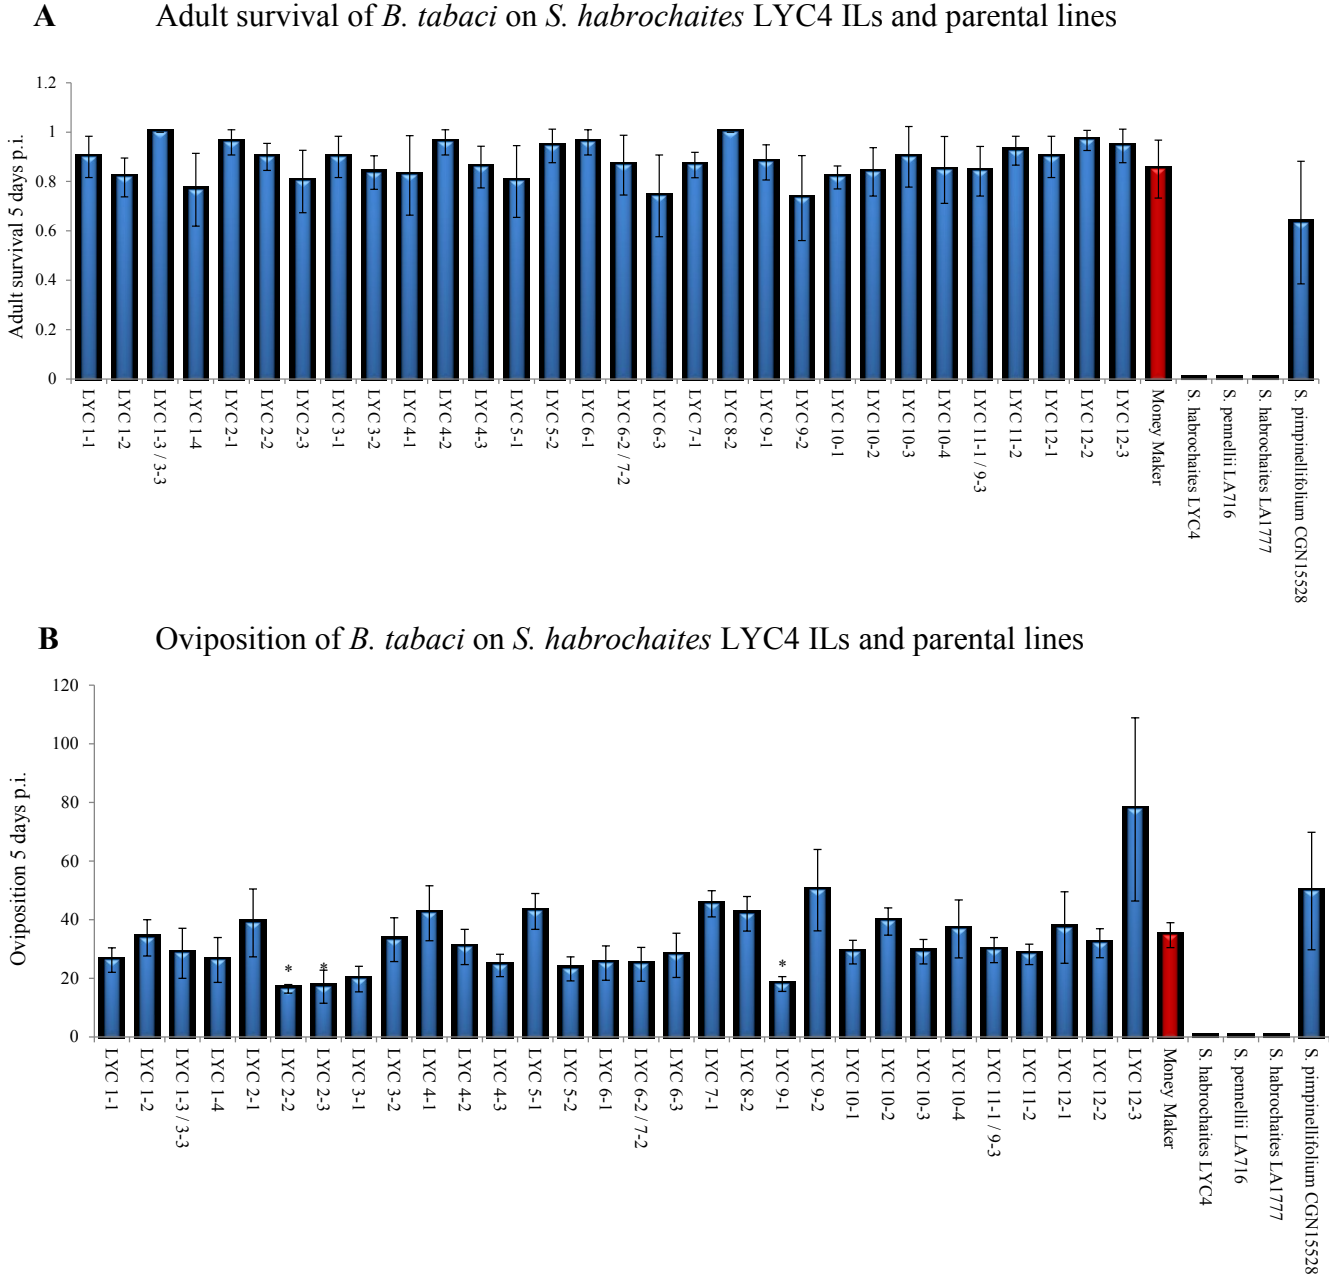 A Adult survival of B. tabaci on S. habrochaites LYC4 ILs and parental lines
Adult survival 5 days p.i.
1.2
1
0.8
0.6
0.4
0.2
0
LYC 1-1
LYC 1-2
LYC 1-3 / 3-3
LYC 1-4
LYC 2-1
LYC 2-2
LYC 2-3
LYC 3-1
LYC 3-2
LYC 4-1
LYC 4-2
LYC 4-3
LYC 5-1
LYC 5-2
LYC 6-1
LYC 6-2 / 7-2
LYC 6-3
LYC 7-1
LYC 8-2
LYC 9-1
LYC 9-2
LYC 10-1
LYC 10-2
LYC 10-3
LYC 10-4
LYC 11-1 / 9-3
LYC 11-2
LYC 12-1
LYC 12-2
LYC 12-3
Money Maker
S. habrochaites LYC4
S. pennellii LA716
S. habrochaites LA1777
S. pimpinellifolium CGN15528
B Oviposition of B. tabaci on S. habrochaites LYC4 ILs and parental lines
Oviposition 5 days p.i.
120
100
80
60
40
20
0
*
*
*
LYC 1-1
LYC 1-2
LYC 1-3 / 3-3
LYC 1-4
LYC 2-1
LYC 2-2
LYC 2-3
LYC 3-1
LYC 3-2
LYC 4-1
LYC 4-2
LYC 4-3
LYC 5-1
LYC 5-2
LYC 6-1
LYC 6-2 / 7-2
LYC 6-3
LYC 7-1
LYC 8-2
LYC 9-1
LYC 9-2
LYC 10-1
LYC 10-2
LYC 10-3
LYC 10-4
LYC 11-1 / 9-3
LYC 11-2
LYC 12-1
LYC 12-2
LYC 12-3
Money Maker
S. habrochaites LYC4
S. pennellii LA716
S. habrochaites LA1777
S. pimpinellifolium CGN15528